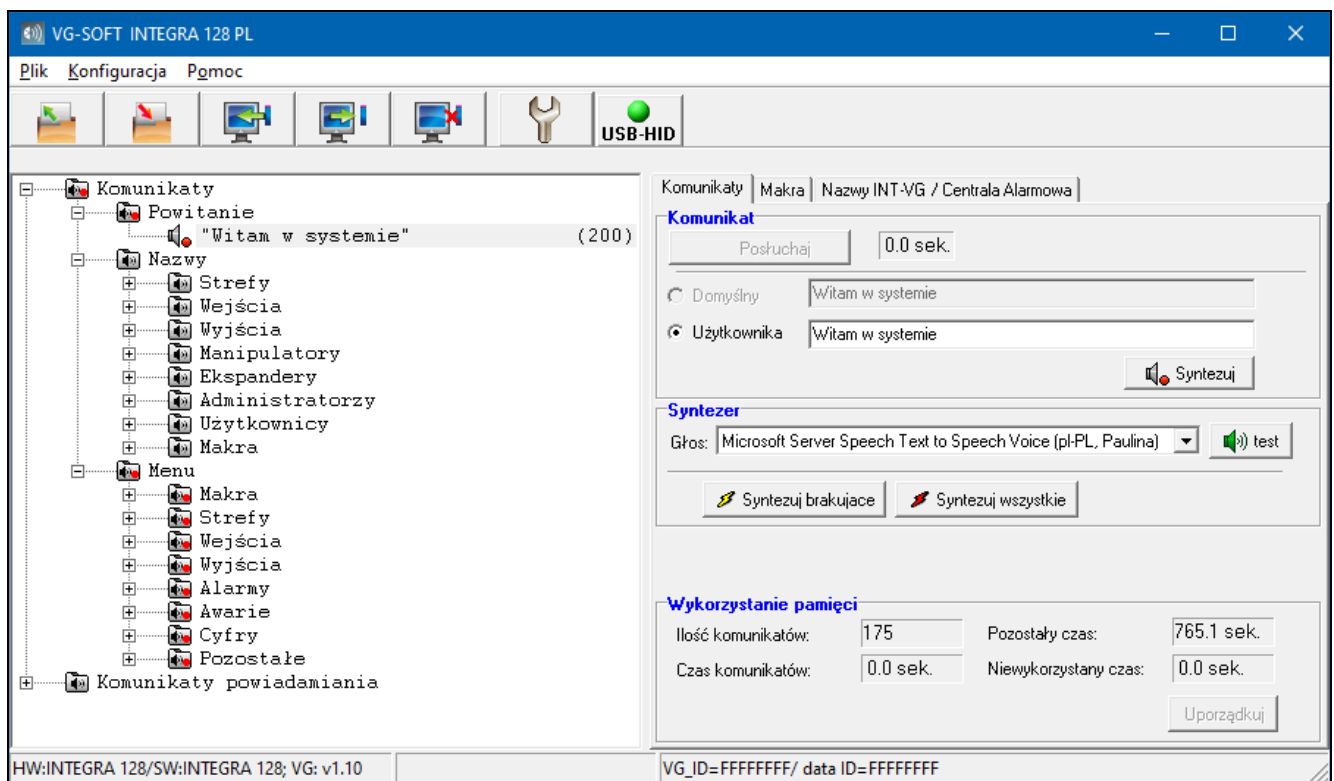 VG-SOFT INTEGRA 128 PL
Plik Konfiguracja Pomoc
USB-HID
Komunikaty
Powitanie
"Witam w systemie" (200)
Nazwy
Strefy
Wejścia
Wyjścia
Manipulatory
Ekspandery
Administratorzy
Użytkownicy
Makra
Menu
Makra
Strefy
Wejścia
Wyjścia
Alarmy
Awarie
Cyfry
Pozostałe
Komunikaty powiadamiania
Komunikaty Makra Nazwy INT-VG / Centrala Alarmowa
Komunikat
Posłuchaj 0.0 sek.
Domyślny Witam w systemie
Użytkownika Witam w systemie
Syntezuj
Syntezer
Głos: Microsoft Server Speech Text to Speech Voice (pl-PL, Paulina) test
Syntezuj brakujace Syntezuj wszystkie
Wykorzystanie pamięci
Ilość komunikatów: 175 Pozostały czas: 765.1 sek.
Czas komunikatów: 0.0 sek. Niewykorzystany czas: 0.0 sek.
Uporządkuj
HW:INTEGRA 128/SW:INTEGRA 128; VG: v1.10 VG_ID=FFFFFFFF/ data ID=FFFFFFFF